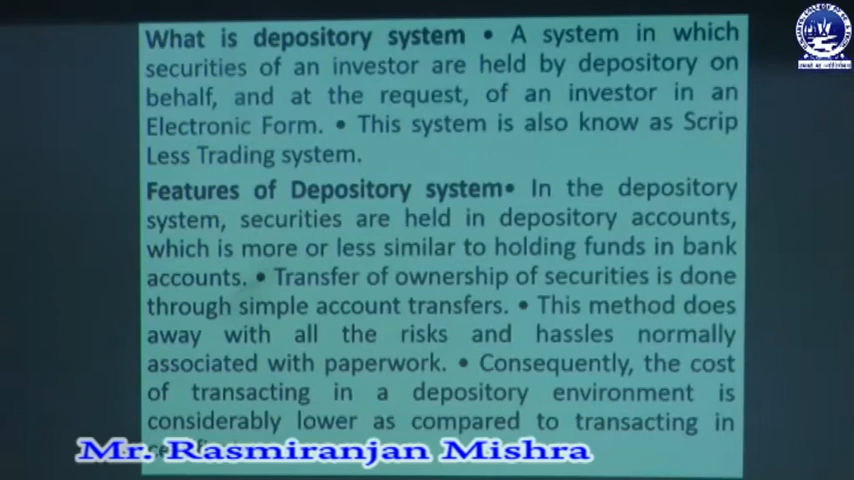 What is depository system • A system in which
securities of an investor are held by depository on
behalf, and at the request, of an investor in an
Electronic Form. • This system is also know as Scrip
Less Trading system.
Features of Depository system• In the depository
system, securities are held in depository accounts,
which is more or less similar to holding funds in bank
accounts. • Transfer of ownership of securities is done
through simple account transfers. • This method does
away with all the risks and hassles normally
associated with paperwork. • Consequently, the cost
of transacting in a depository environment is
considerably lower as compared to transacting in
Mr. Rasmiranjan Mishra